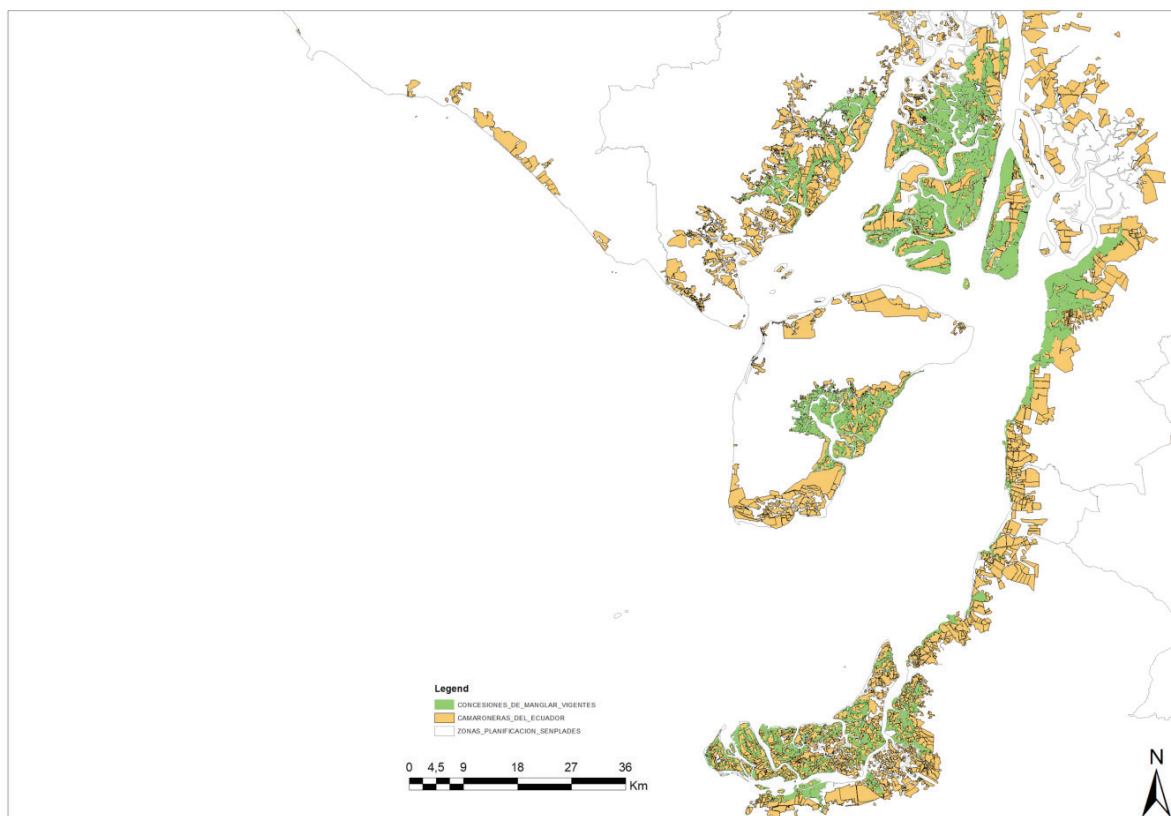 Legend
CONCESIONES_DE_MANGLAR_VIGENTES
CAMARONERAS_DEL_ECUADOR
ZONAS_PLANIFICACION_SENPLADES
0 4,5 9 18 27 36
Km
N